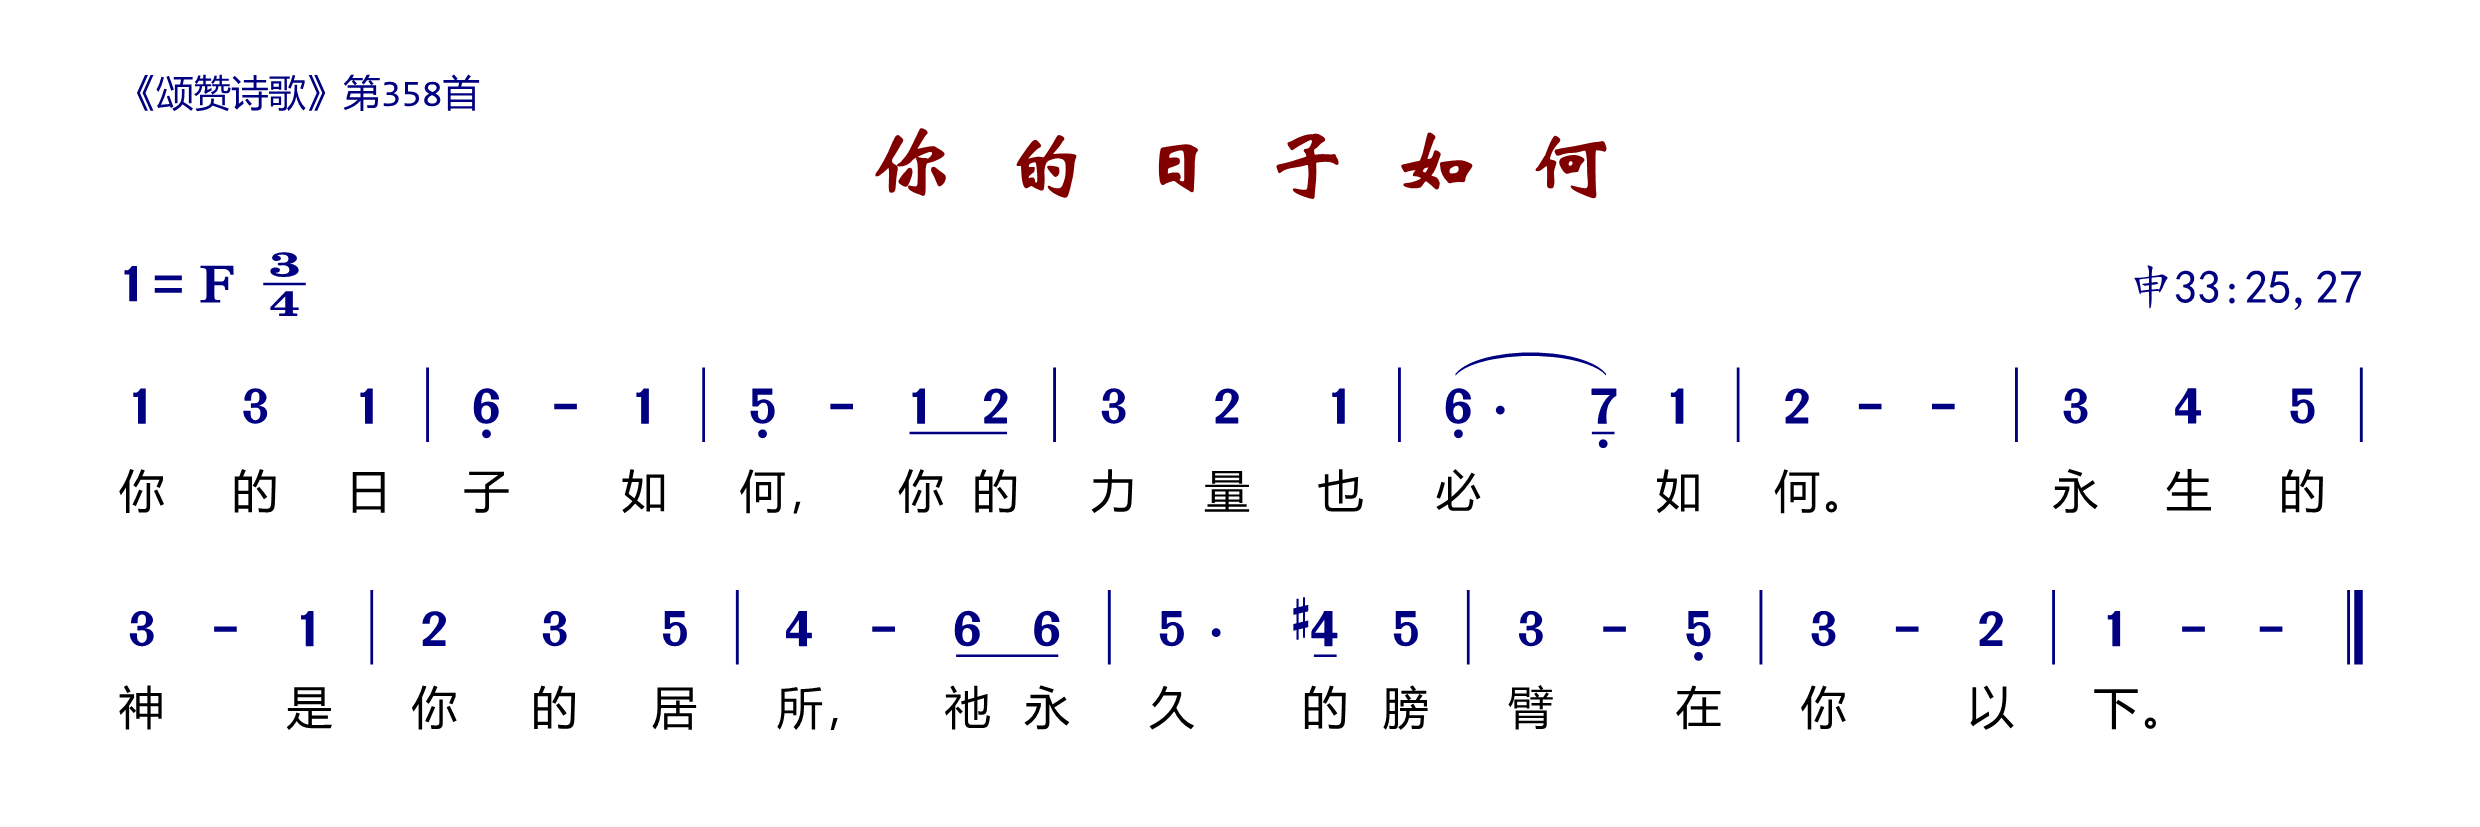 《颂赞诗歌》第358首
你的日子如何
1=F 3/4
申33:25,27
1 3 1 | 6̣ - 1 | 5̣ - 1 2 | 3 2 1 | 6̣ · 7̣ 1 | 2 - - | 3 4 5 |
你的日子如何,你的力量也必如何。永生的
3 - 1 | 2 3 5 | 4 - 6 6 | 5 · #4 5 | 3 - 5̣ | 3 - 2 | 1 - - ‖
神是你的居所,祂永久的膀臂在你以下。